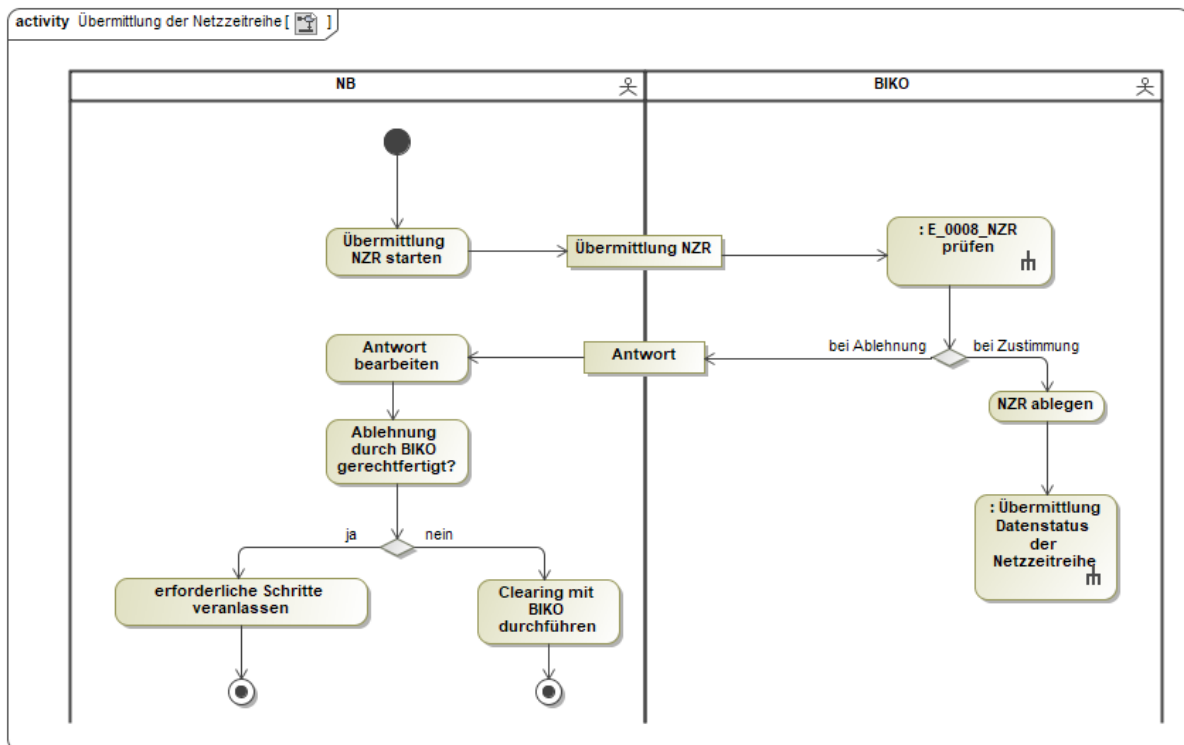 activity Übermittlung der Netzzeitreihe [ ]
NB
BIKO
Übermittlung
NZR starten
Übermittlung NZR
: E_0008_NZR
prüfen
Antwort
bearbeiten
Antwort
bei Ablehnung
bei Zustimmung
NZR ablegen
Ablehnung
durch BIKO
gerechtfertigt?
: Übermittlung
Datenstatus
der
Netzzeitreihe
ja
nein
erforderliche Schritte
veranlassen
Clearing mit
BIKO
durchführen